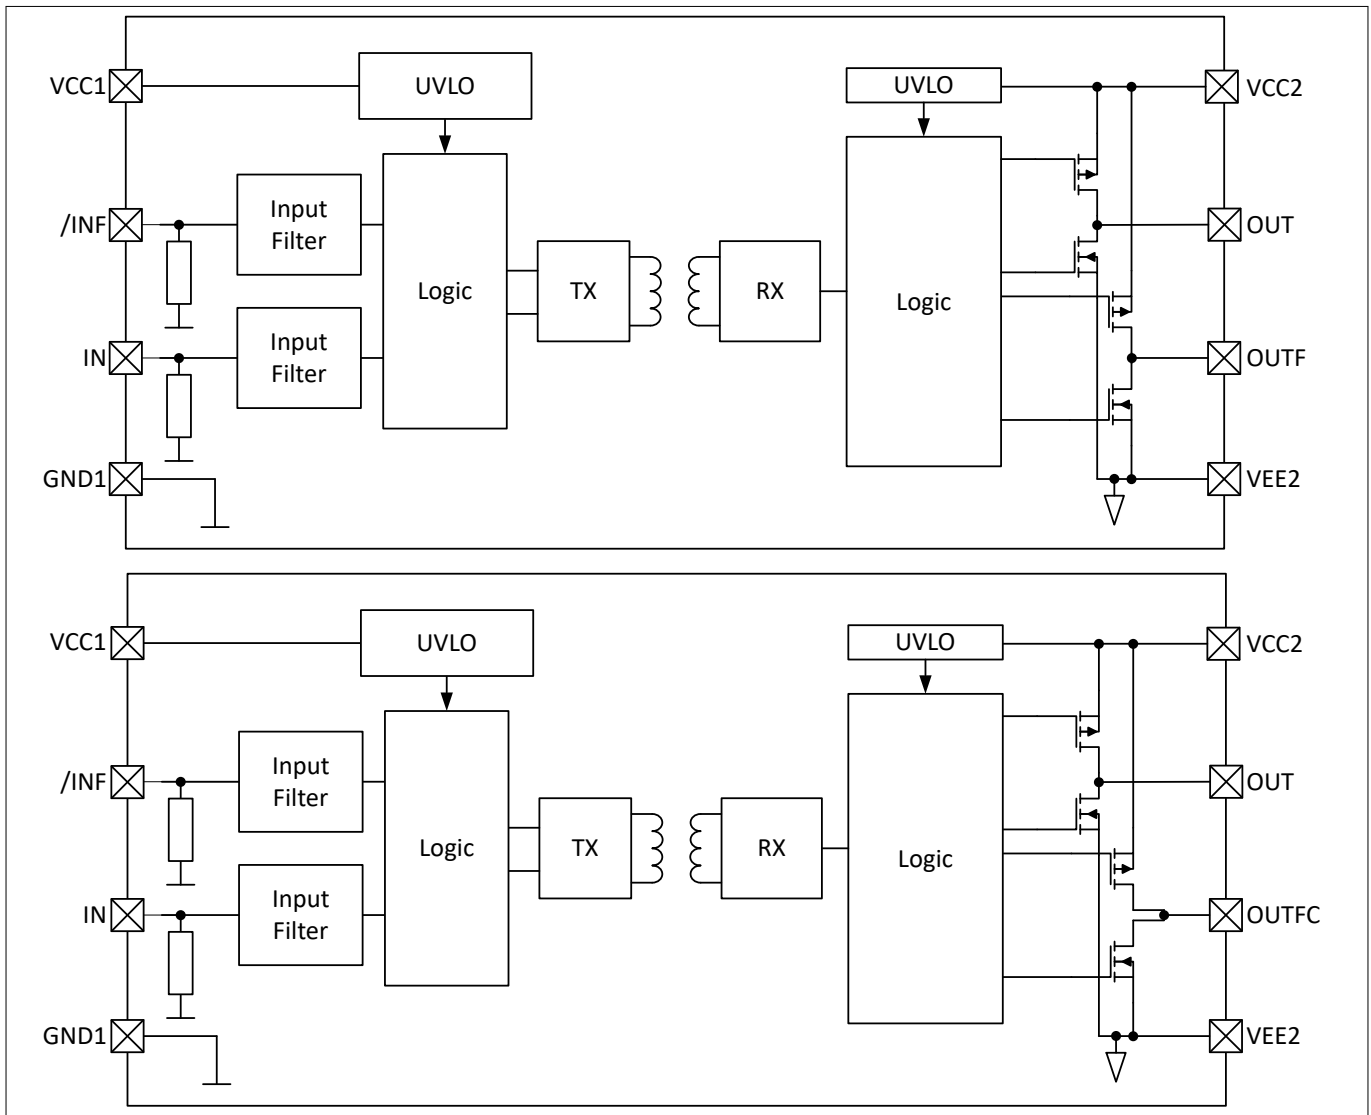 VCC1
UVLO
UVLO
VCC2
/INF
Input
Filter
OUT
Logic
TX
RX
Logic
IN
Input
Filter
OUTF
GND1
VEE2
VCC1
UVLO
UVLO
VCC2
/INF
Input
Filter
OUT
Logic
TX
RX
Logic
IN
Input
Filter
OUTFC
GND1
VEE2